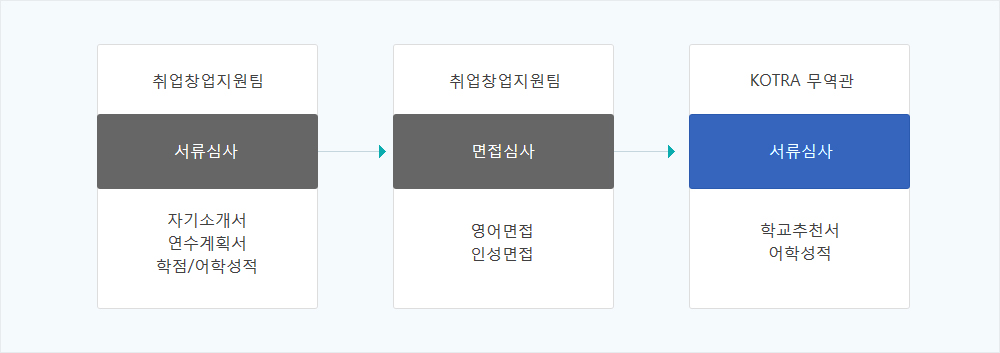 취업창업지원팀
서류심사
자기소개서
연수계획서
학점/어학성적
취업창업지원팀
면접심사
영어면접
인성면접
KOTRA 무역관
서류심사
학교추천서
어학성적